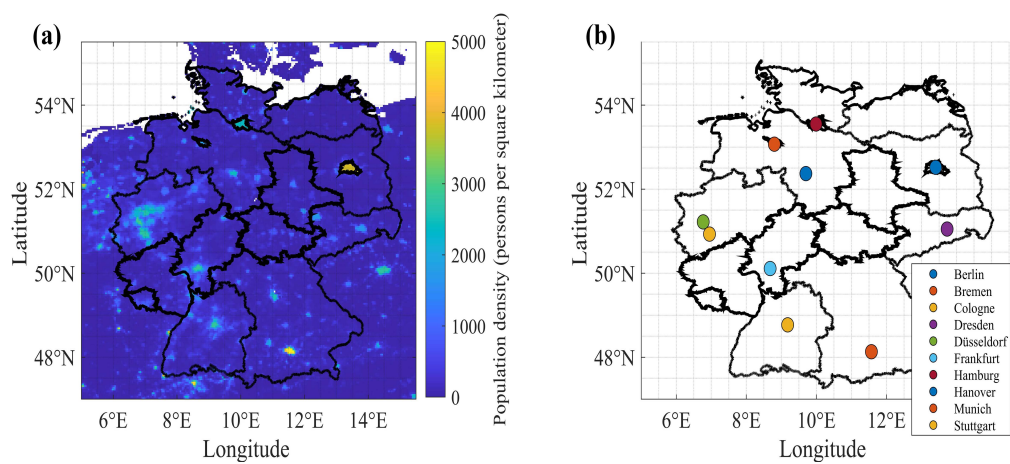 (a)
Latitude
54°N
52°N
50°N
48°N
6°E 8°E 10°E 12°E 14°E
Longitude
5000
4000
3000
2000
1000
0
Population density (persons per square kilometer)
(b)
Latitude
54°N
52°N
50°N
48°N
6°E 8°E 10°E 12°E
Longitude
Berlin
Bremen
Cologne
Dresden
Düsseldorf
Frankfurt
Hamburg
Hanover
Munich
Stuttgart